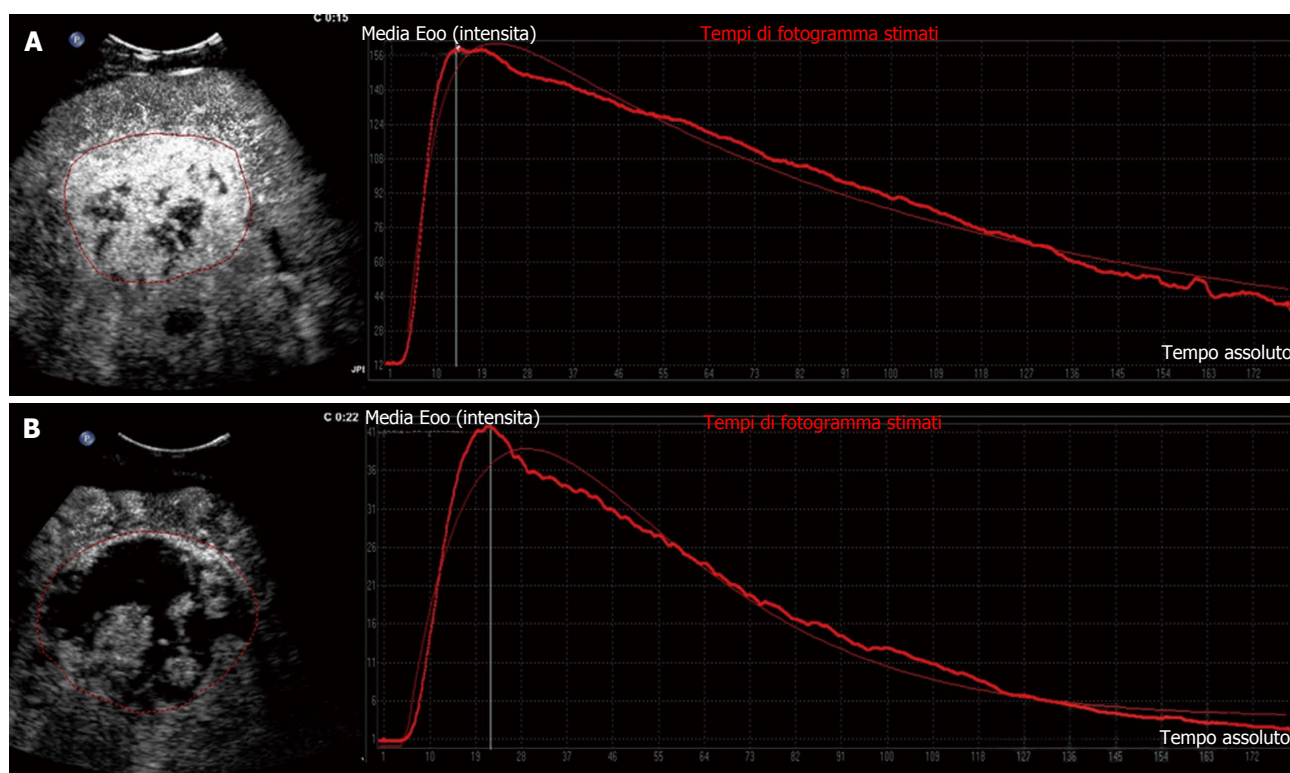 C 0:15
A
P
Media Eoo (intensita)
Tempi di fotogramma stimati
156
140
124
108
92
76
60
44
28
12
Tempo assoluto
1 10 19 28 37 46 55 64 73 82 91 100 109 118 127 136 145 154 163 172
B
P
C 0:22
Media Eoo (intensita)
Tempi di fotogramma stimati
41
36
31
26
21
16
11
6
1
Tempo assoluto
1 10 19 28 37 46 55 64 73 82 91 100 109 118 127 136 145 154 163 172